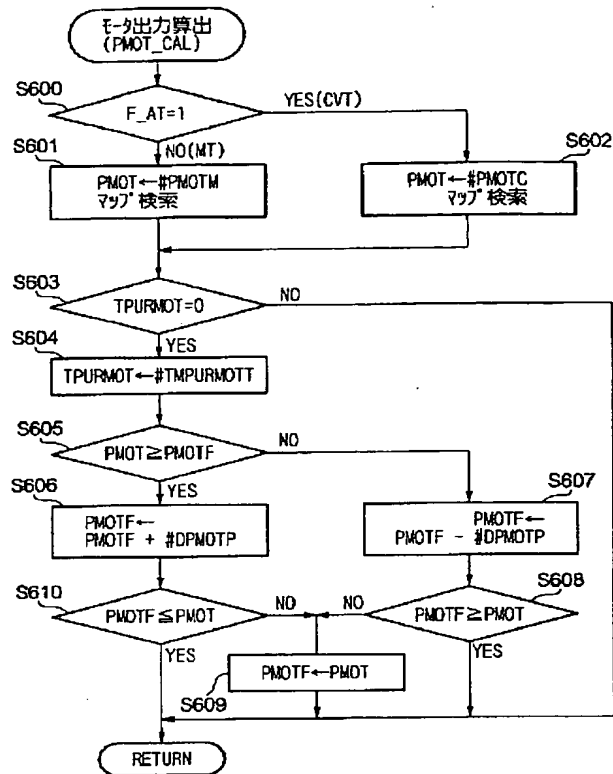 モータ出力算出
(PMOT_CAL)
S600
F_AT=1
YES(CVT)
NO(MT)
S601
PMOT←#PMOTM
マップ検索
S602
PMOT←#PMOTC
マップ検索
S603
TPURMOT=0
NO
YES
S604
TPURMOT←#TMPURMOTT
S605
PMOT≧PMOTF
NO
YES
S606
PMOTF←
PMOTF + #DPMOTP
S607
PMOTF←
PMOTF - #DPMOTP
S610
PMOTF≦PMOT
NO
YES
S608
PMOTF≧PMOT
NO
YES
PMOTF←PMOT
S609
RETURN